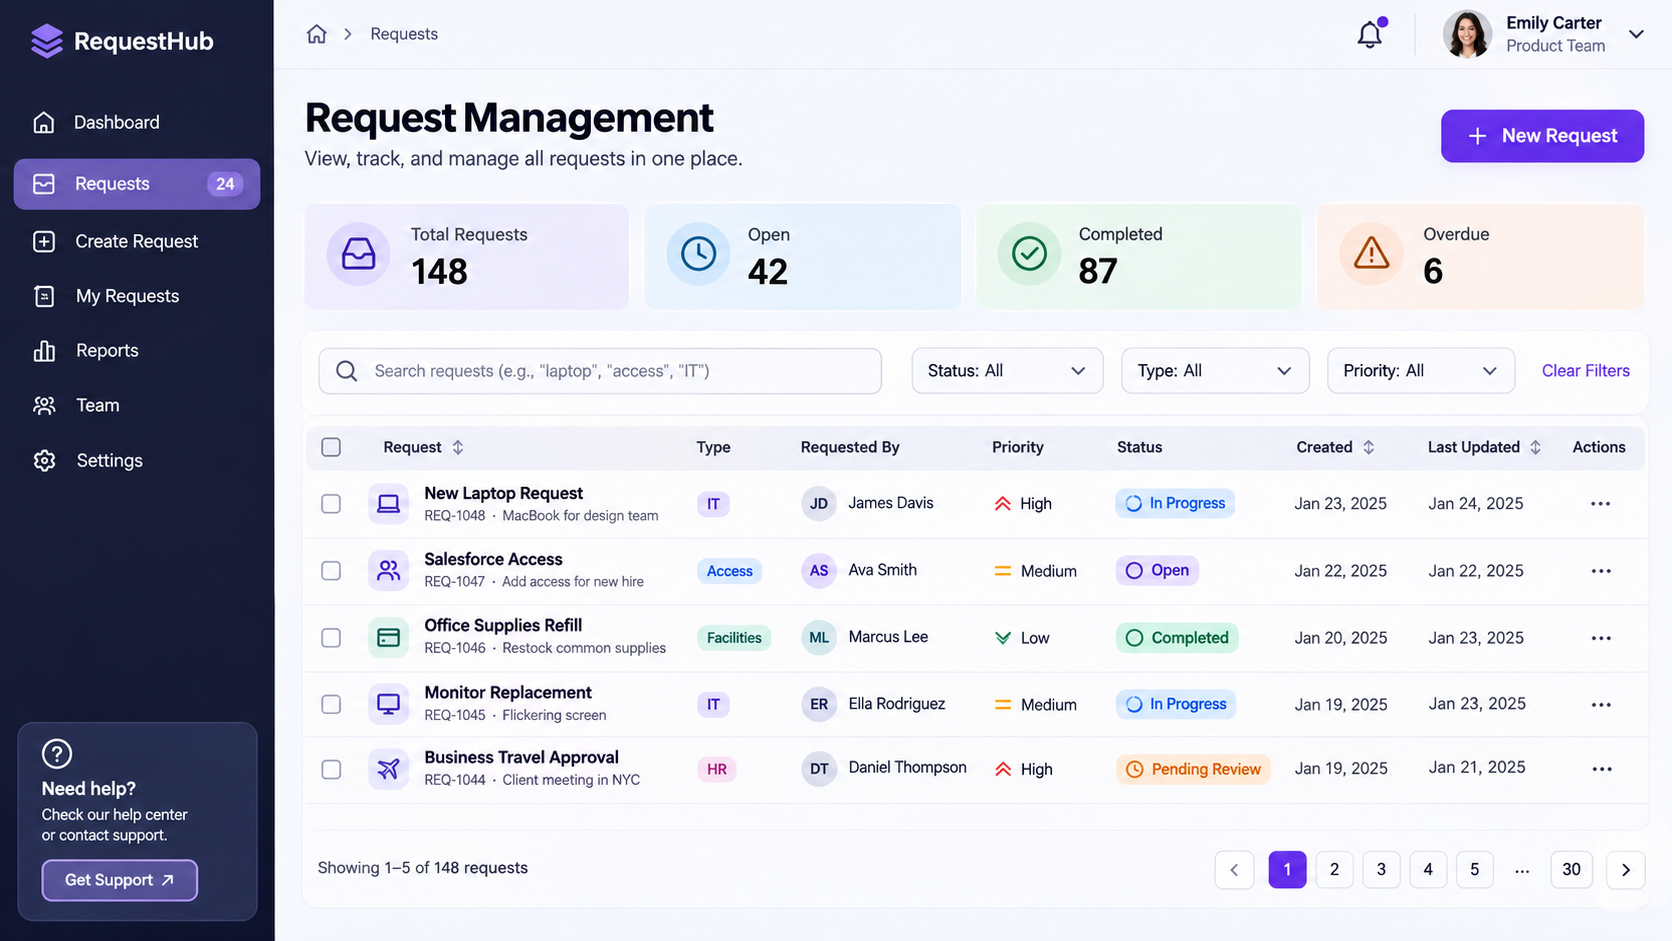 RequestHub
Dashboard
Requests 24
Create Request
My Requests
Reports
Team
Settings
Need help?
Check our help center
or contact support.
Get Support
Requests
Emily Carter
Product Team
Request Management
View, track, and manage all requests in one place.
+ New Request
Total Requests
148
Open
42
Completed
87
Overdue
6
Search requests (e.g., "laptop", "access", "IT")
Status: All
Type: All
Priority: All
Clear Filters
Request Type Requested By Priority Status Created Last Updated Actions
New Laptop Request
REQ-1048 · MacBook for design team
IT
JD James Davis
High
In Progress
Jan 23, 2025
Jan 24, 2025
Salesforce Access
REQ-1047 · Add access for new hire
Access
AS Ava Smith
Medium
Open
Jan 22, 2025
Jan 22, 2025
Office Supplies Refill
REQ-1046 · Restock common supplies
Facilities
ML Marcus Lee
Low
Completed
Jan 20, 2025
Jan 23, 2025
Monitor Replacement
REQ-1045 · Flickering screen
IT
ER Ella Rodriguez
Medium
In Progress
Jan 19, 2025
Jan 23, 2025
Business Travel Approval
REQ-1044 · Client meeting in NYC
HR
DT Daniel Thompson
High
Pending Review
Jan 19, 2025
Jan 21, 2025
Showing 1–5 of 148 requests
1 2 3 4 5 ... 30